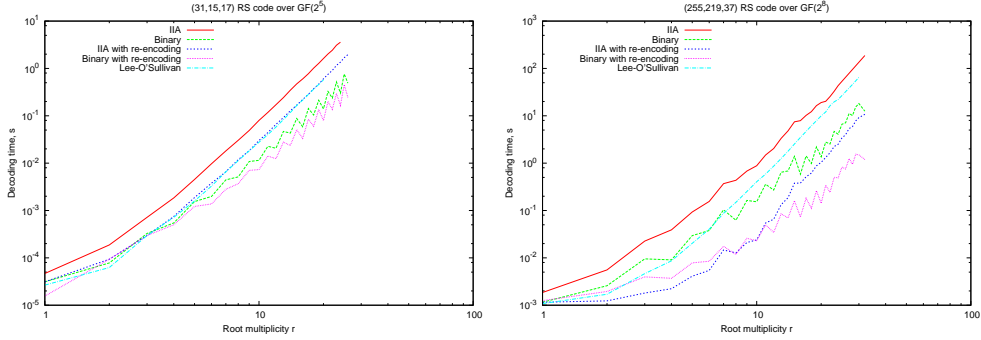 (31,15,17) RS code over GF(2^5)
IIA
Binary
IIA with re-encoding
Binary with re-encoding
Lee-O'Sullivan
Decoding time, s
10^1
10^0
10^-1
10^-2
10^-3
10^-4
10^-5
1
10
100
Root multiplicity r
(255,219,37) RS code over GF(2^8)
IIA
Binary
IIA with re-encoding
Binary with re-encoding
Lee-O'Sullivan
Decoding time, s
10^3
10^2
10^1
10^0
10^-1
10^-2
10^-3
1
10
100
Root multiplicity r